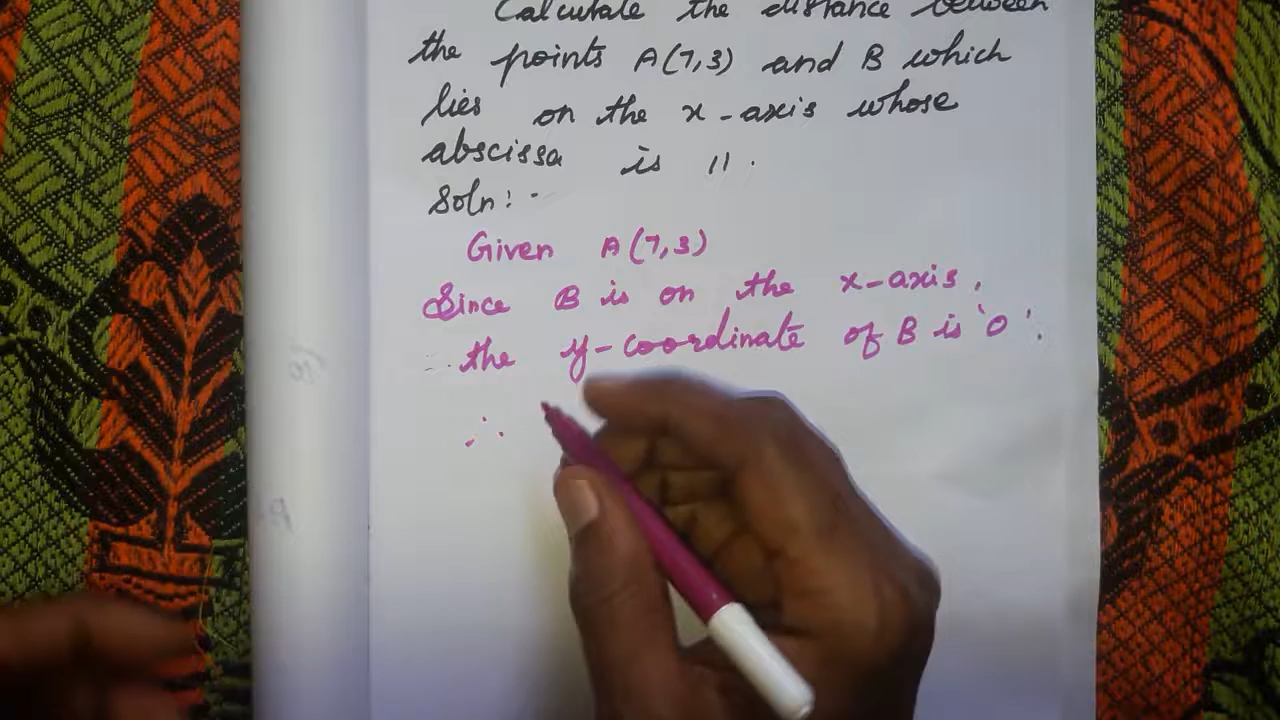 Calculate the distance between
the points A(7,3) and B which
lies on the x-axis whose
abscissa is 11.
Soln:-
Given A(7,3)
Since B is on the x-axis,
the y-coordinate of B is '0'.
∴